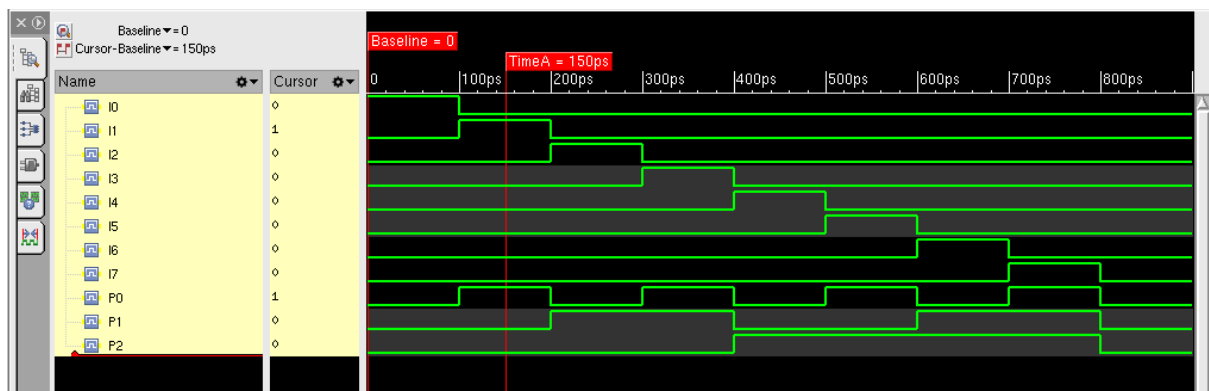 Baseline▼= 0
Cursor-Baseline▼= 150ps
Baseline = 0
TimeA = 150ps
Name Cursor 0 100ps 200ps 300ps 400ps 500ps 600ps 700ps 800ps
I0 0
I1 1
I2 0
I3 0
I4 0
I5 0
I6 0
I7 0
P0 1
P1 0
P2 0